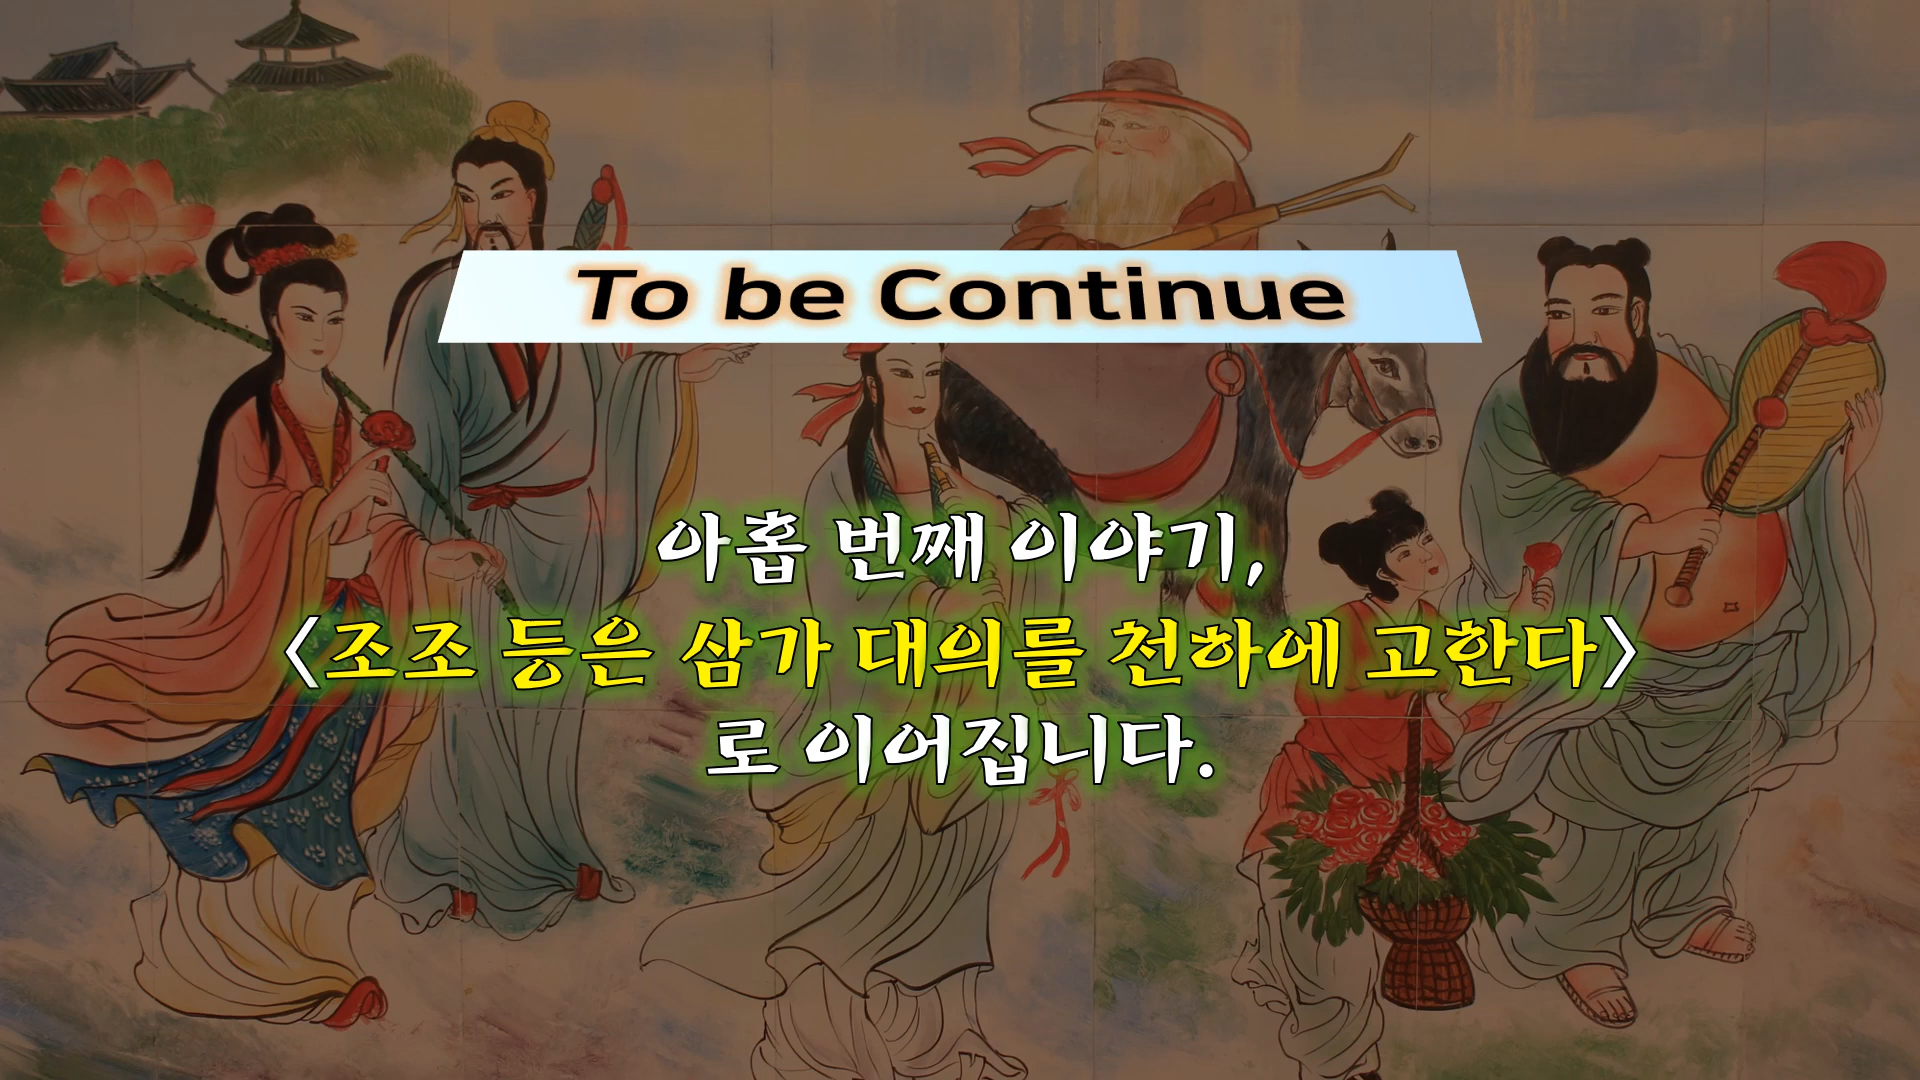 To be Continue
아홉 번째 이야기,
〈조조 등은 삼가 대의를 천하에 고한다〉
로 이어집니다.